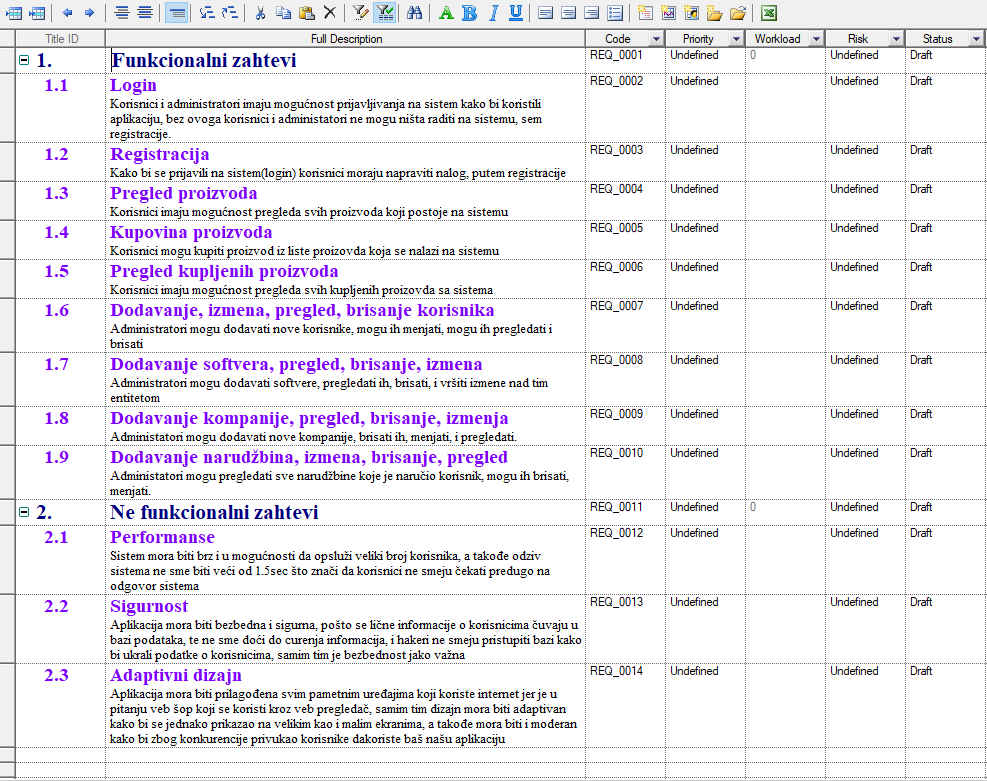 Title ID Full Description Code Priority Workload Risk Status
1. Funkcionalni zahtevi REQ_0001 Undefined 0 Undefined Draft
1.1 Login REQ_0002 Undefined Undefined Draft
Korisnici i administratori imaju mogućnost prijavljivanja na sistem kako bi koristili
aplikaciju, bez ovoga korisnici i administatori ne mogu ništa raditi na sistemu, sem
registracije.
1.2 Registracija REQ_0003 Undefined Undefined Draft
Kako bi se prijavili na sistem(login) korisnici moraju napraviti nalog, putem registracije
1.3 Pregled proizvoda REQ_0004 Undefined Undefined Draft
Korisnici imaju mogućnost pregleda svih proizvoda koji postoje na sistemu
1.4 Kupovina proizvoda REQ_0005 Undefined Undefined Draft
Korisnici mogu kupiti proizvod iz liste proizovda koja se nalazi na sistemu
1.5 Pregled kupljenih proizvoda REQ_0006 Undefined Undefined Draft
Korisnici imaju mogućnost pregleda svih kupljenih proizovda sa sistema
1.6 Dodavanje, izmena, pregled, brisanje korisnika REQ_0007 Undefined Undefined Draft
Administratori mogu dodavati nove korisnike, mogu ih menjati, mogu ih pregledati i
brisati
1.7 Dodavanje softvera, pregled, brisanje, izmena REQ_0008 Undefined Undefined Draft
Administratori mogu dodavati softvere, pregledati ih, brisati, i vršiti izmene nad tim
entitetom
1.8 Dodavanje kompanije, pregled, brisanje, izmenja REQ_0009 Undefined Undefined Draft
Administatori mogu dodavati nove kompanije, brisati ih, menjati, i pregledati.
1.9 Dodavanje narudžbina, izmena, brisanje, pregled REQ_0010 Undefined Undefined Draft
Administatori mogu pregledati sve narudžbine koje je naručio korisnik, mogu ih brisati,
menjati.
2. Ne funkcionalni zahtevi REQ_0011 Undefined 0 Undefined Draft
2.1 Performanse REQ_0012 Undefined Undefined Draft
Sistem mora biti brz i u mogućnosti da opsluži veliki broj korisnika, a takođe odziv
sistema ne sme biti veći od 1.5sec što znači da korisnici ne smeju čekati predugo na
odgovor sistema
2.2 Sigurnost REQ_0013 Undefined Undefined Draft
Aplikacija mora biti bezbedna i sigurna, pošto se lične informacije o korisnicima čuvaju u
bazi podataka, te ne sme doći do curenja informacija, i hakeri ne smeju pristupiti bazi kako
bi ukrali podatke o korisnicima, samim tim je bezbednost jako važna
2.3 Adaptivni dizajn REQ_0014 Undefined Undefined Draft
Aplikacija mora biti prilagođena svim pametnim uređajima koji koriste internet jer je u
pitanju veb šop koji se koristi kroz veb pregledač, samim tim dizajn mora biti adaptivan
kako bi se jednako prikazao na velikim kao i malim ekranima, a takođe mora biti i moderan
kako bi zbog konkurencije privukao korisnike dakoriste baš našu aplikaciju